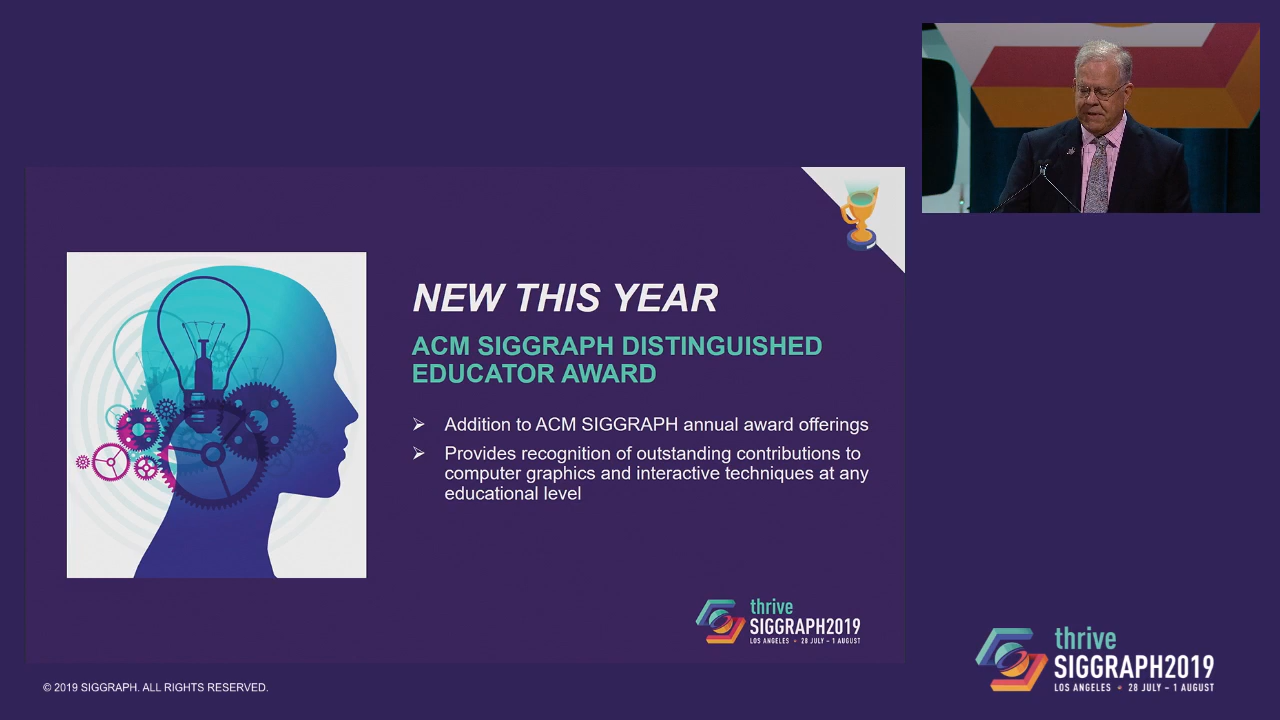 NEW THIS YEAR
ACM SIGGRAPH DISTINGUISHED
EDUCATOR AWARD
➢ Addition to ACM SIGGRAPH annual award offerings
➢ Provides recognition of outstanding contributions to
computer graphics and interactive techniques at any
educational level
thrive
SIGGRAPH2019
LOS ANGELES • 28 JULY – 1 AUGUST
thrive
SIGGRAPH2019
LOS ANGELES • 28 JULY – 1 AUGUST
© 2019 SIGGRAPH. ALL RIGHTS RESERVED.